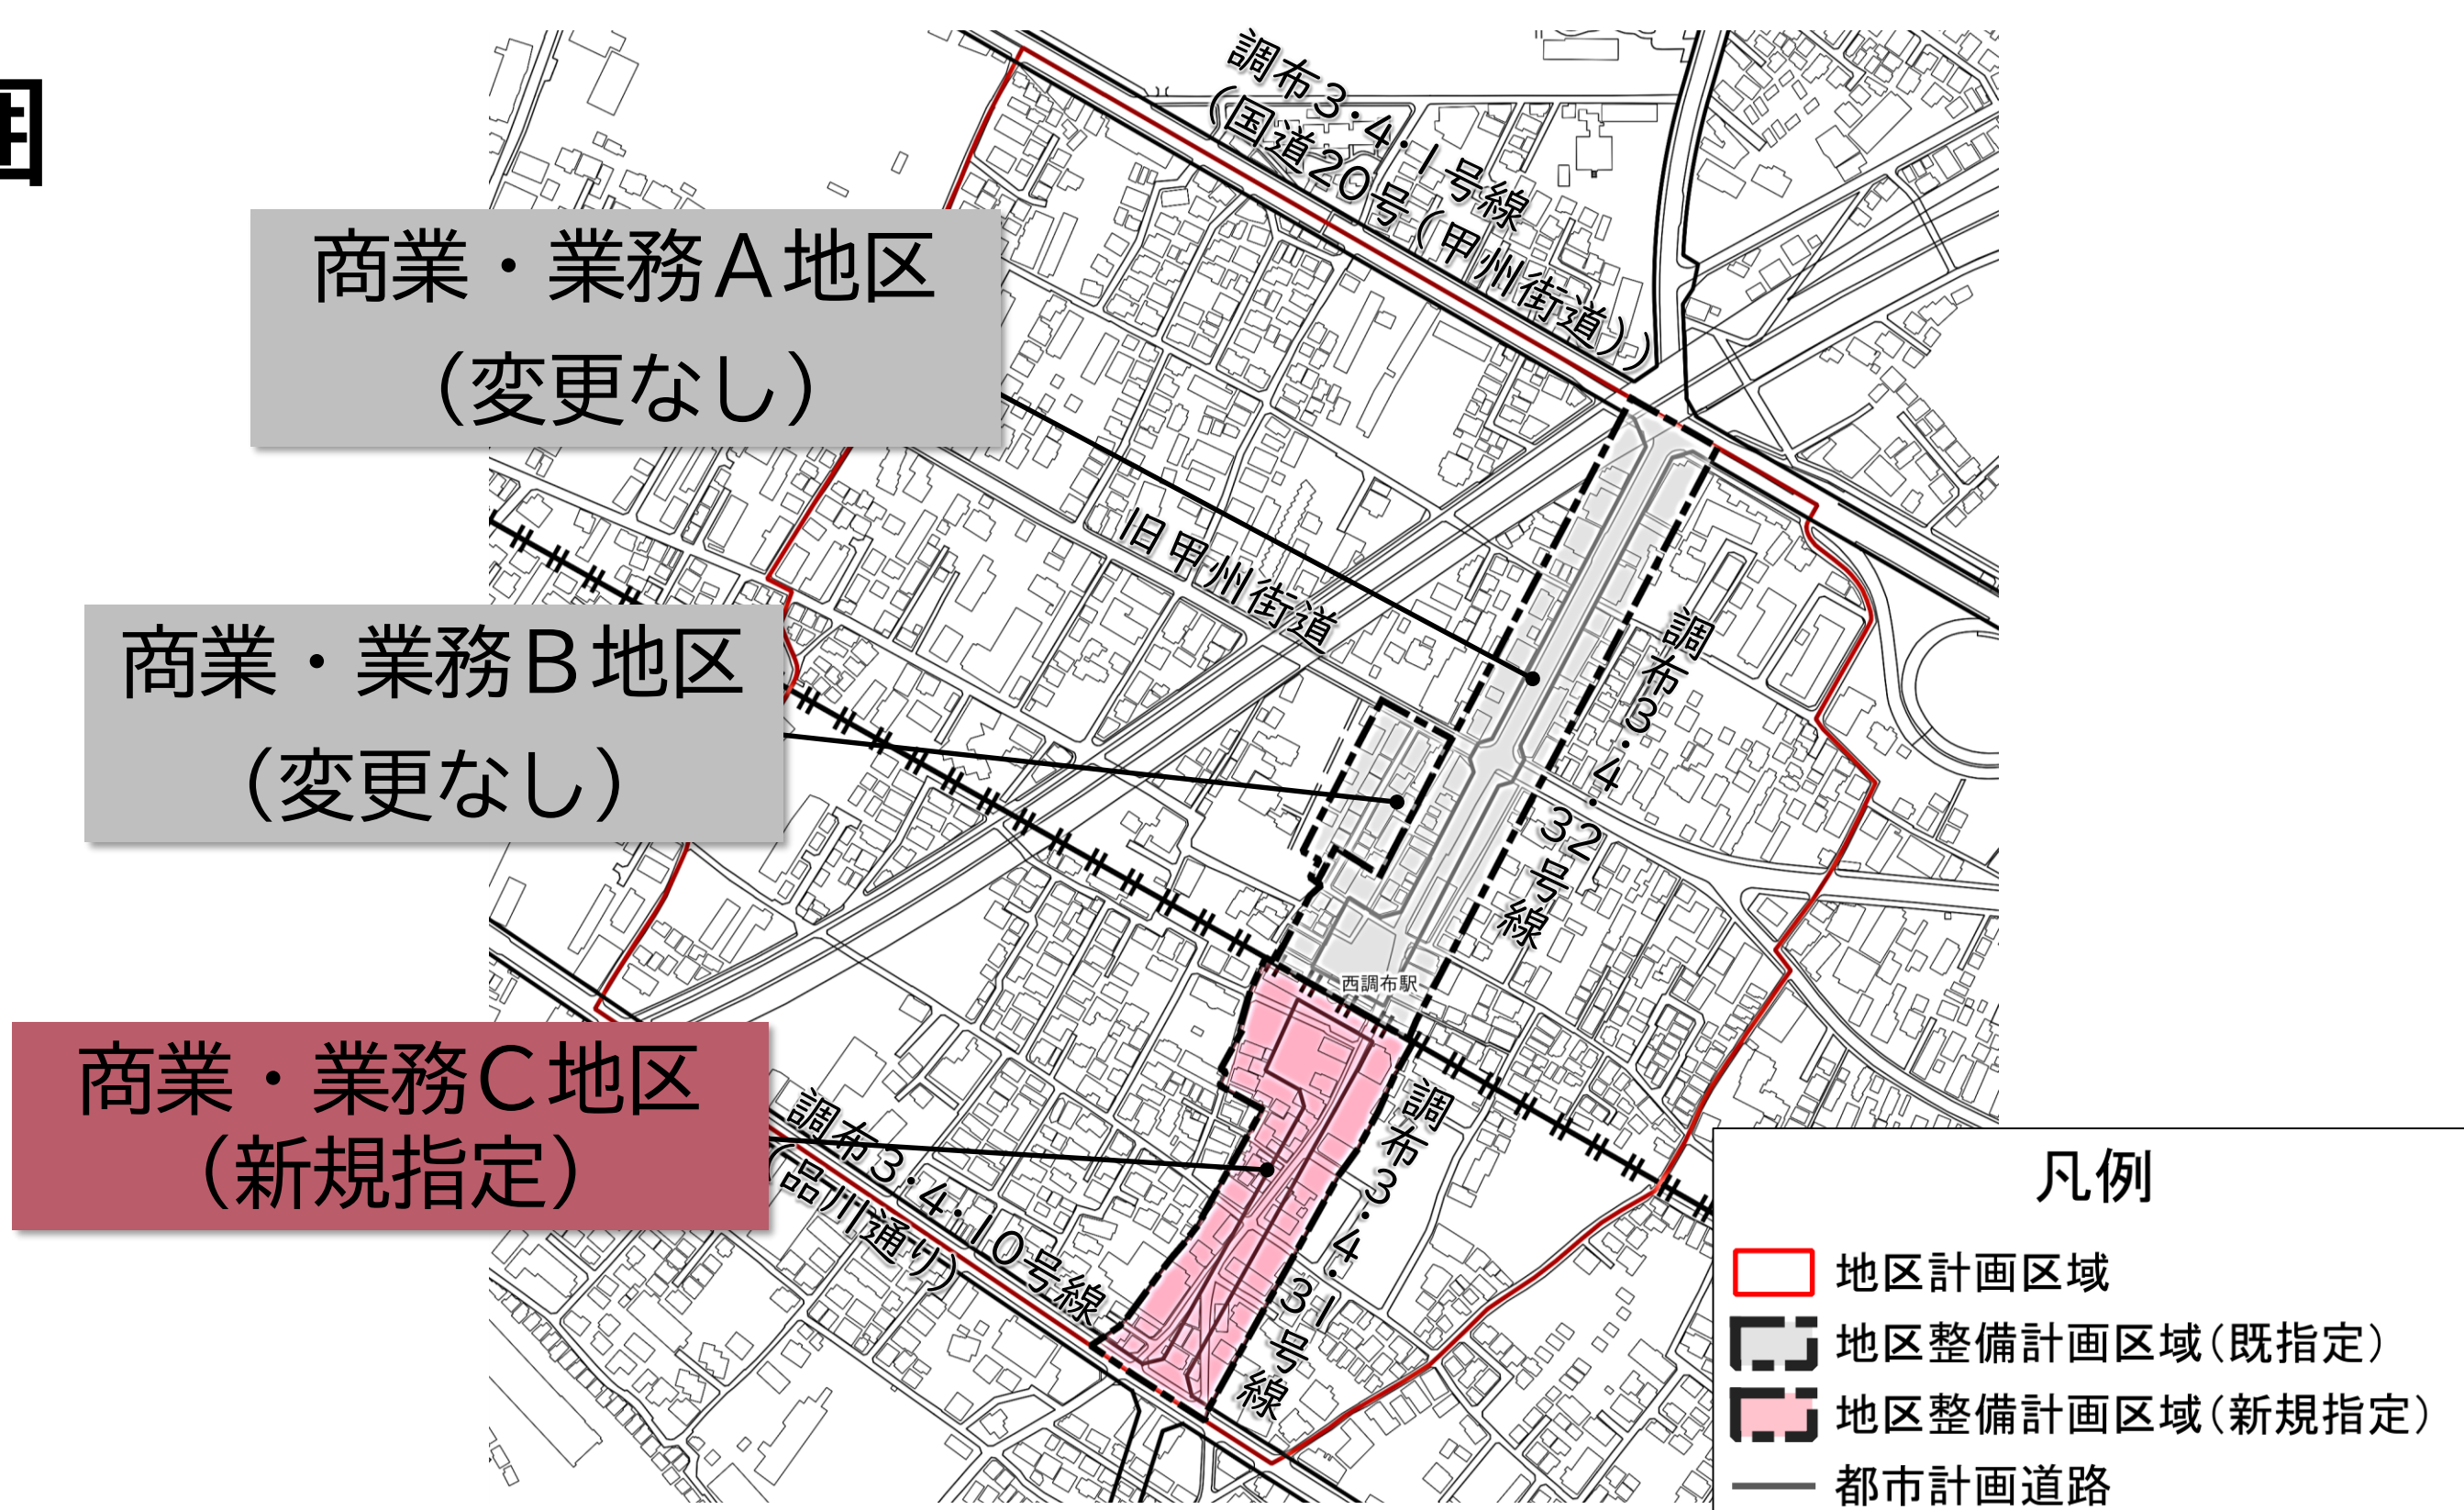 調布3・4・1号線
(国道20号(甲州街道))
商業・業務A地区
（変更なし）
旧甲州街道
商業・業務B地区
（変更なし）
調布3・4・32号線
西調布駅
商業・業務C地区
（新規指定）
調布3・4・10号線
(品川通り)
調布3・4・31号線
凡例
地区計画区域
地区整備計画区域(既指定)
地区整備計画区域(新規指定)
都市計画道路